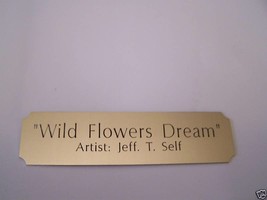 "Wild Flowers Dream"
Artist: Jeff. T. Self